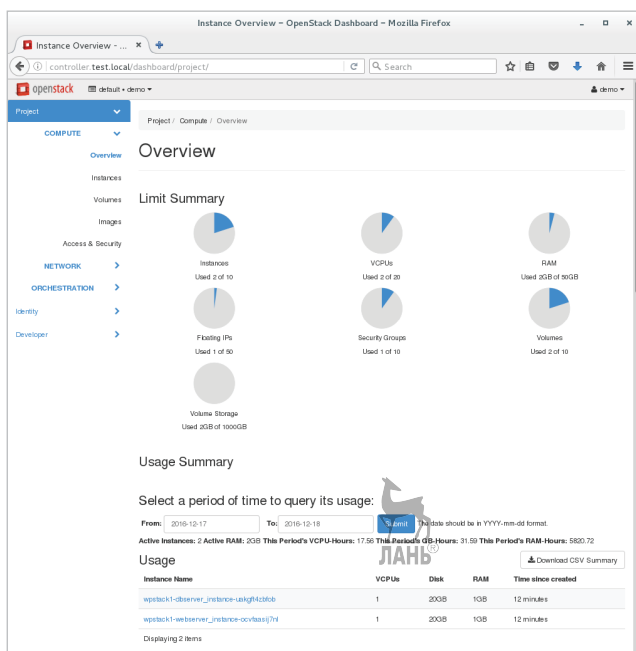 Instance Overview – OpenStack Dashboard – Mozilla Firefox
Instance Overview - ...
controller.test.local/dashboard/project/
Search
openstack default • demo demo
Project
COMPUTE
Overview
Instances
Volumes
Images
Access & Security
NETWORK
ORCHESTRATION
Identity
Developer
Project / Compute / Overview
Overview
Limit Summary
Instances
Used 2 of 10
VCPUs
Used 2 of 20
RAM
Used 2GB of 50GB
Floating IPs
Used 1 of 50
Security Groups
Used 1 of 10
Volumes
Used 2 of 10
Volume Storage
Used 2GB of 1000GB
Usage Summary
Select a period of time to query its usage:
From: 2016-12-17 To: 2016-12-18 Submit The date should be in YYYY-mm-dd format.
Active Instances: 2 Active RAM: 2GB This Period's VCPU-Hours: 17.56 This Period's GB-Hours: 31.59 This Period's RAM-Hours: 5820.72
ЛАНЬ®
Usage
Download CSV Summary
Instance Name VCPUs Disk RAM Time since created
wpstack1-dbserver_instance-uakgft4zbfob 1 20GB 1GB 12 minutes
wpstack1-webserver_instance-ocvfaasij7nl 1 20GB 1GB 12 minutes
Displaying 2 items